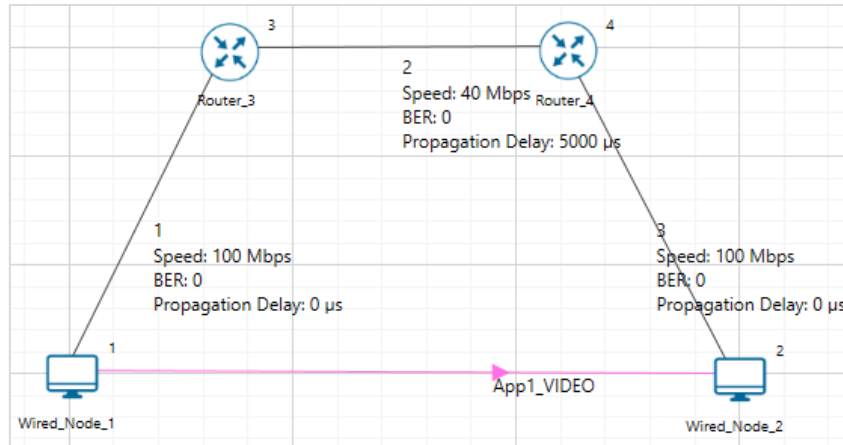 3
4
Router_3
2
Speed: 40 Mbps
BER: 0
Propagation Delay: 5000 µs
Router_4
1
Speed: 100 Mbps
BER: 0
Propagation Delay: 0 µs
3
Speed: 100 Mbps
BER: 0
Propagation Delay: 0 µs
1
Wired_Node_1
App1_VIDEO
2
Wired_Node_2